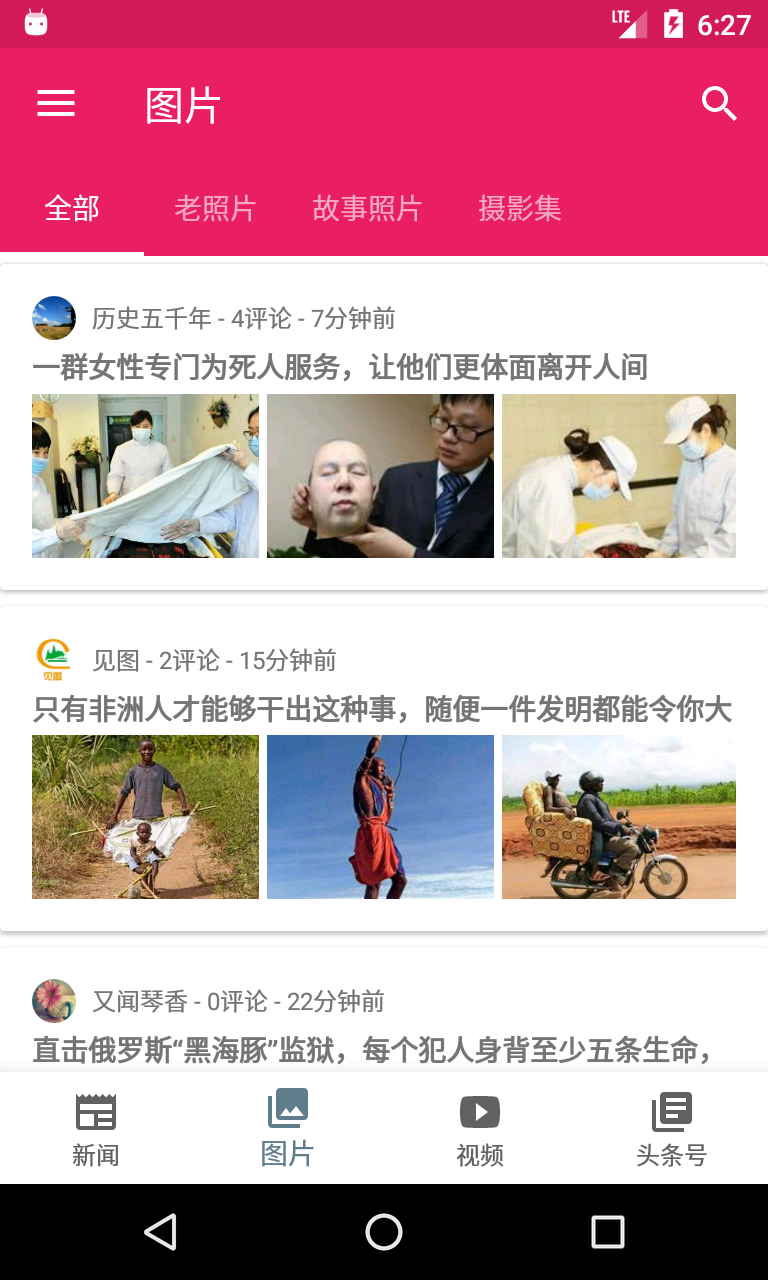 LTE 6:27
图片
全部 老照片 故事照片 摄影集
历史五千年 - 4评论 - 7分钟前
一群女性专门为死人服务，让他们更体面离开人间
见图
见图 - 2评论 - 15分钟前
只有非洲人才能够干出这种事，随便一件发明都能令你大
又闻琴香 - 0评论 - 22分钟前
直击俄罗斯“黑海豚”监狱，每个犯人身背至少五条生命，
新闻 图片 视频 头条号